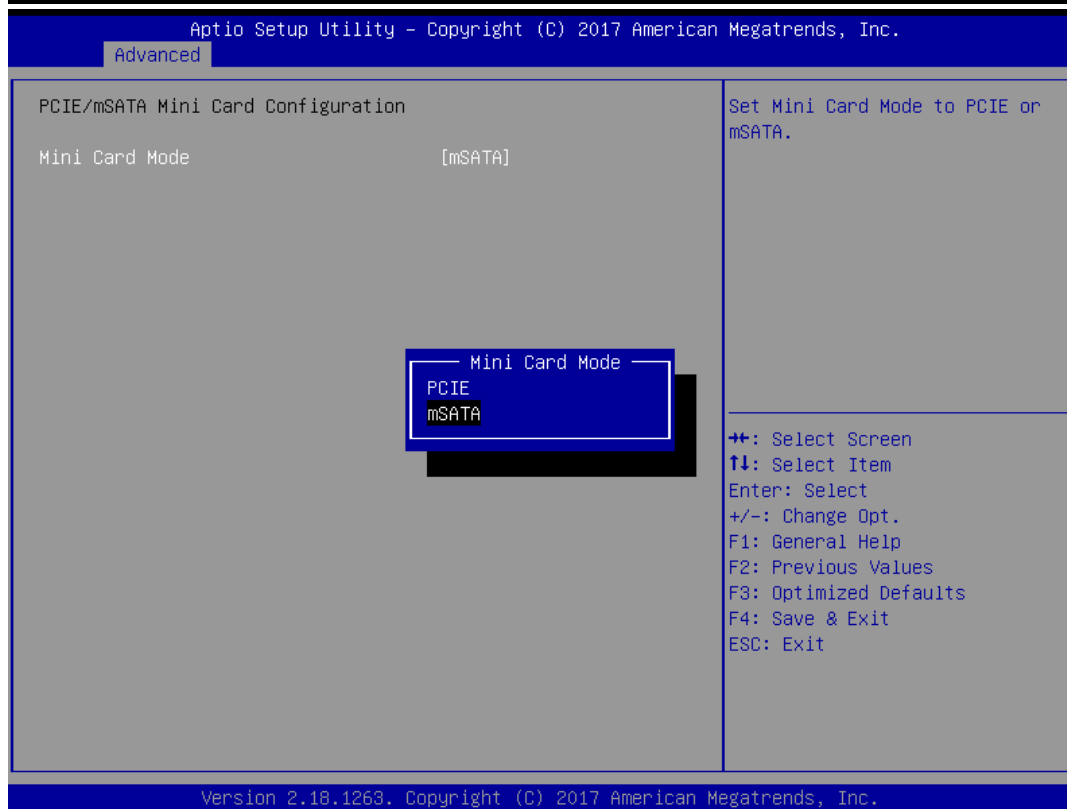 Aptio Setup Utility – Copyright (C) 2017 American Megatrends, Inc.
Advanced
PCIE/mSATA Mini Card Configuration
Mini Card Mode [mSATA]
Set Mini Card Mode to PCIE or
mSATA.
Mini Card Mode
PCIE
mSATA
→←: Select Screen
↑↓: Select Item
Enter: Select
+/-: Change Opt.
F1: General Help
F2: Previous Values
F3: Optimized Defaults
F4: Save & Exit
ESC: Exit
Version 2.18.1263. Copyright (C) 2017 American Megatrends, Inc.